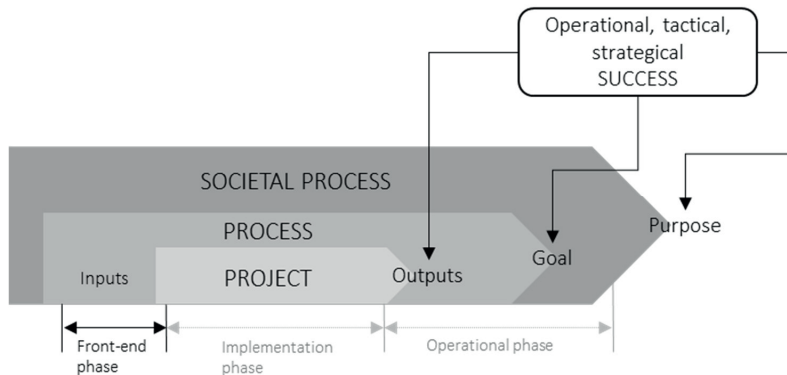 Operational, tactical,
strategical
SUCCESS
SOCIETAL PROCESS
PROCESS
Purpose
Goal
Inputs
PROJECT
Outputs
Front-end
phase
Implementation
phase
Operational phase